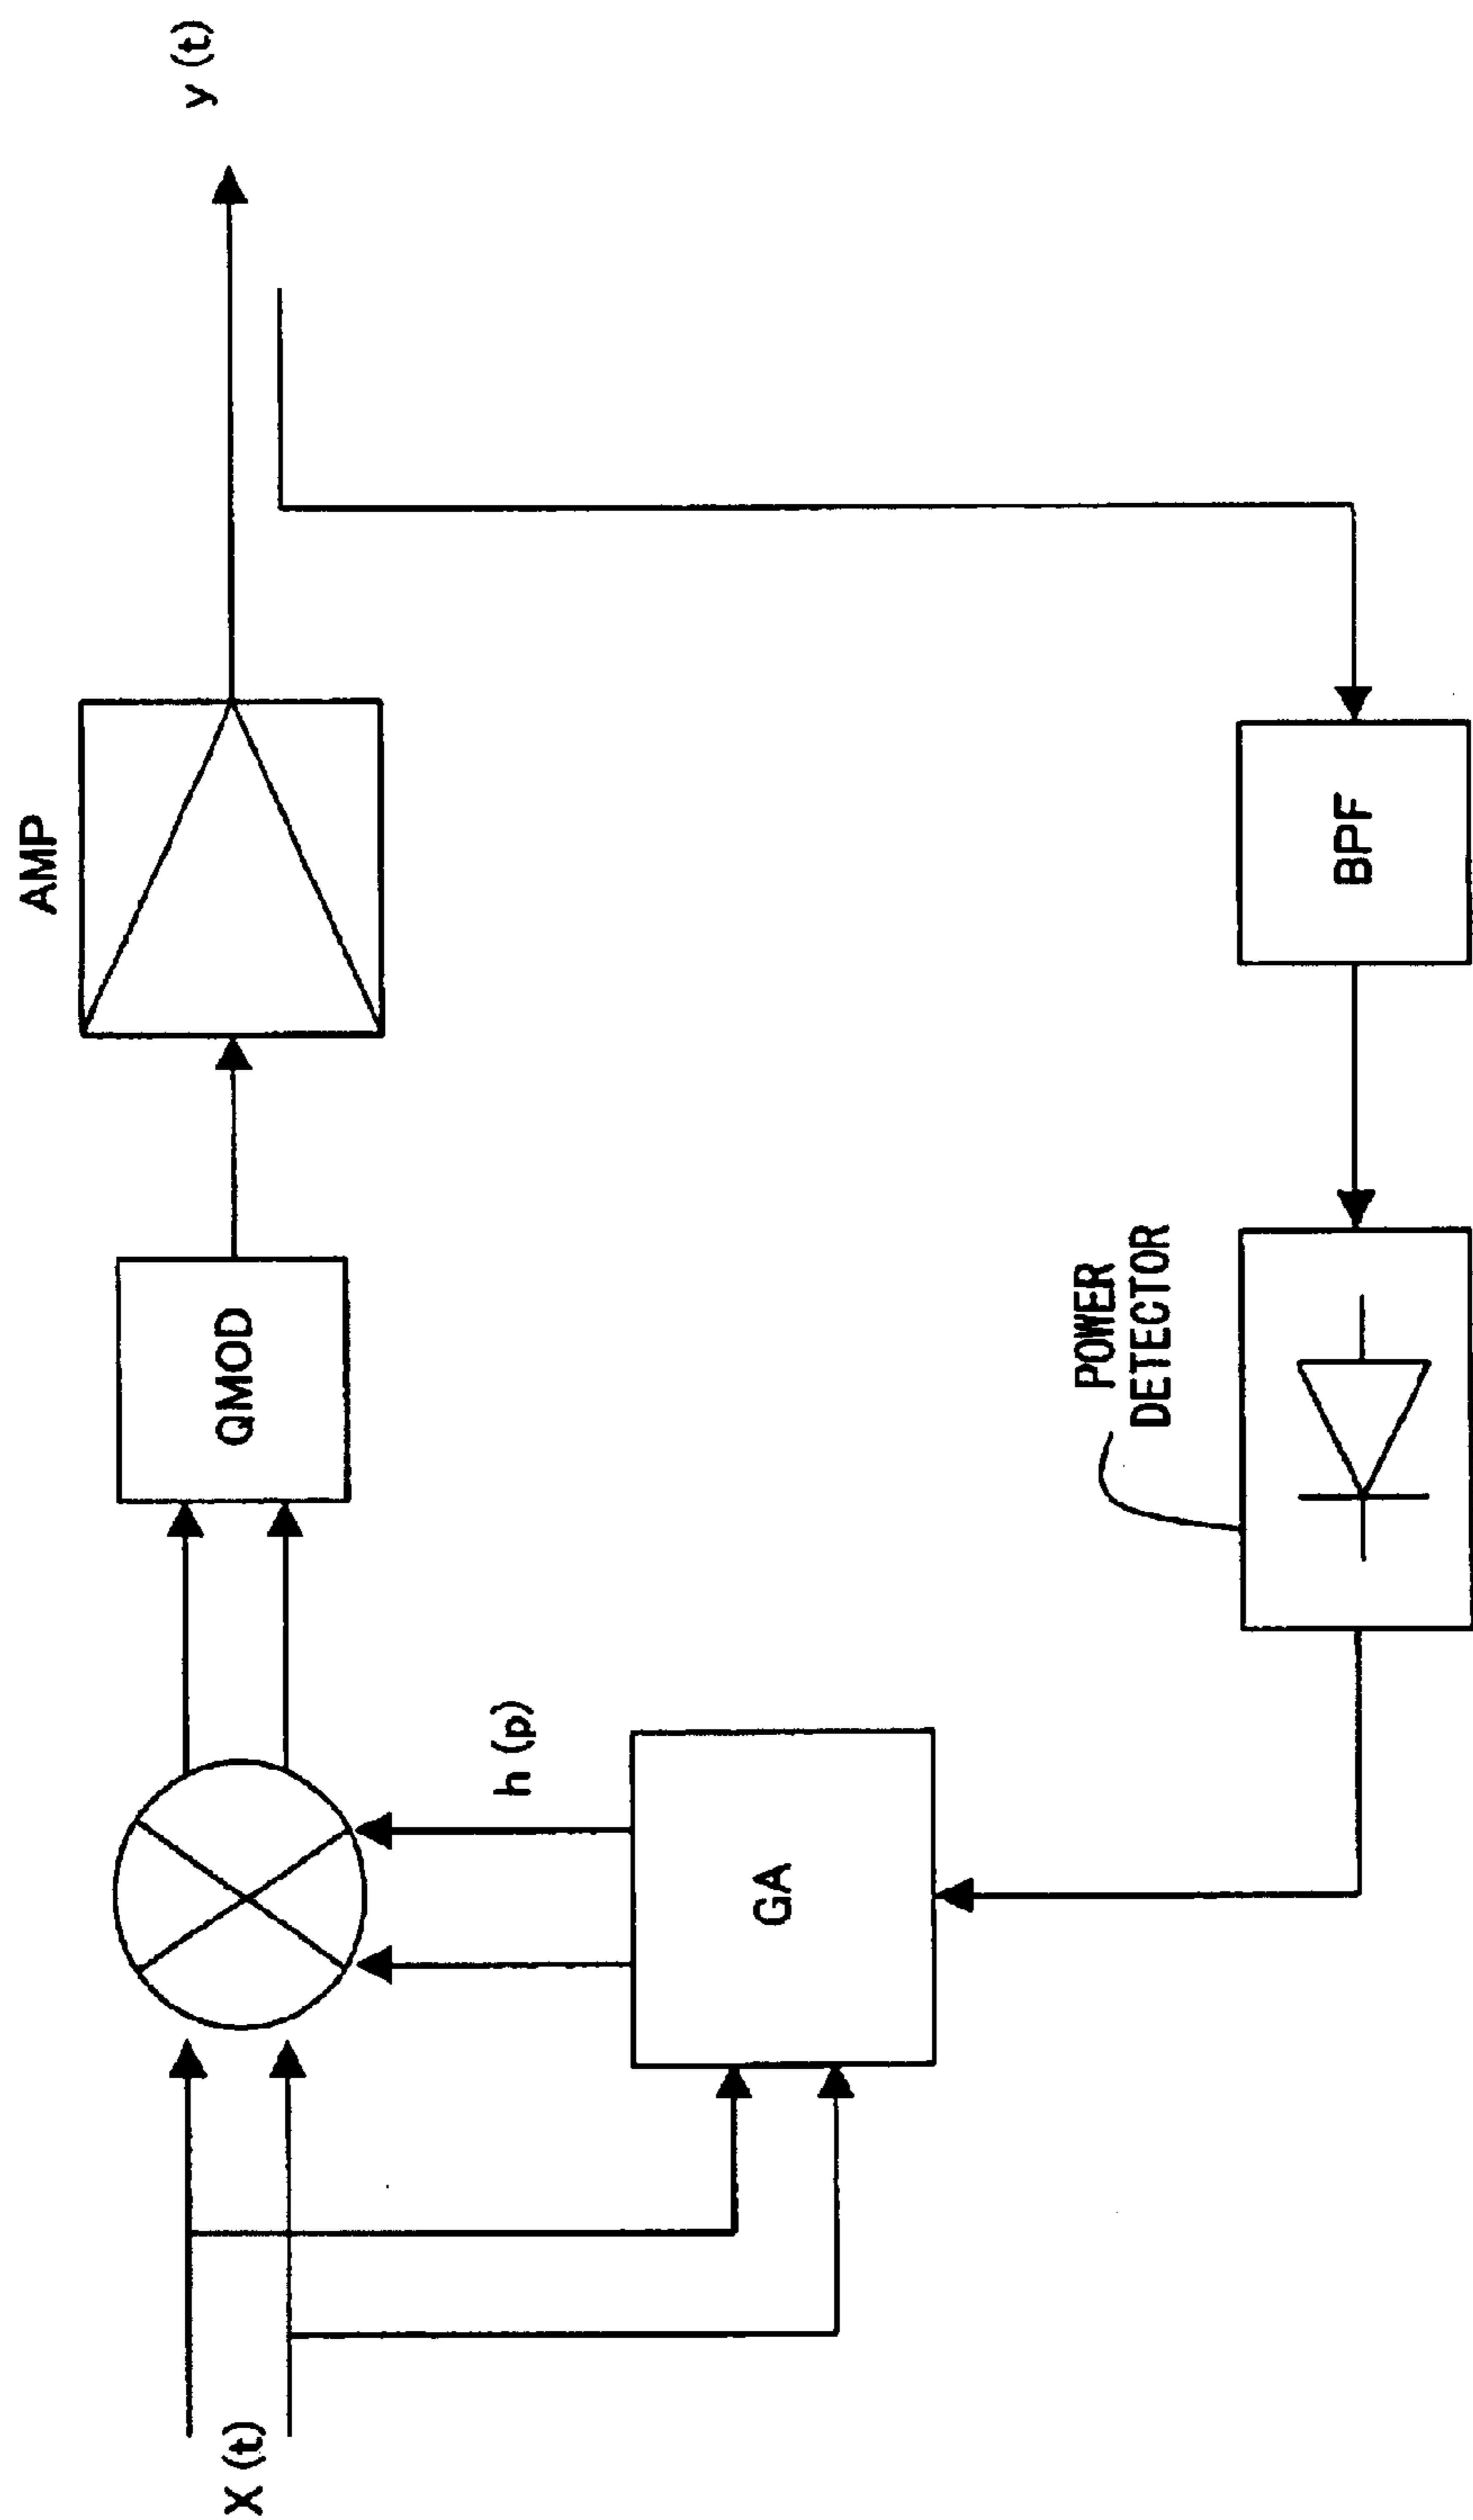 AMP
X (t)
QMOD
y (t)
h (p)
GA
POWER
DETECTOR
BPF